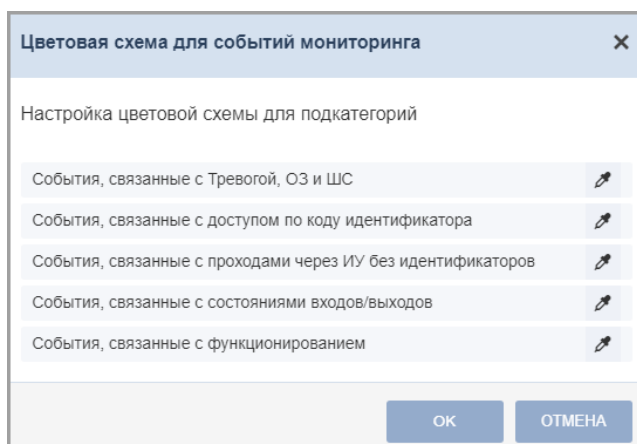 Цветовая схема для событий мониторинга
Настройка цветовой схемы для подкатегорий
События, связанные с Тревогой, ОЗ и ШС
События, связанные с доступом по коду идентификатора
События, связанные с проходами через ИУ без идентификаторов
События, связанные с состояниями входов/выходов
События, связанные с функционированием
ОК ОТМЕНА